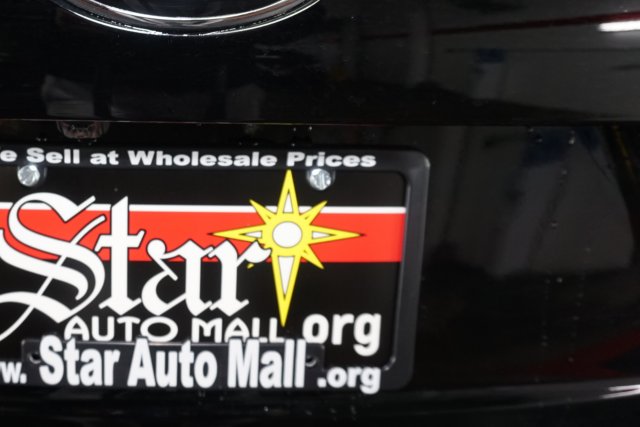 e Sell at Wholesale Prices
Star
AUTO MALL .org
w. Star Auto Mall .org